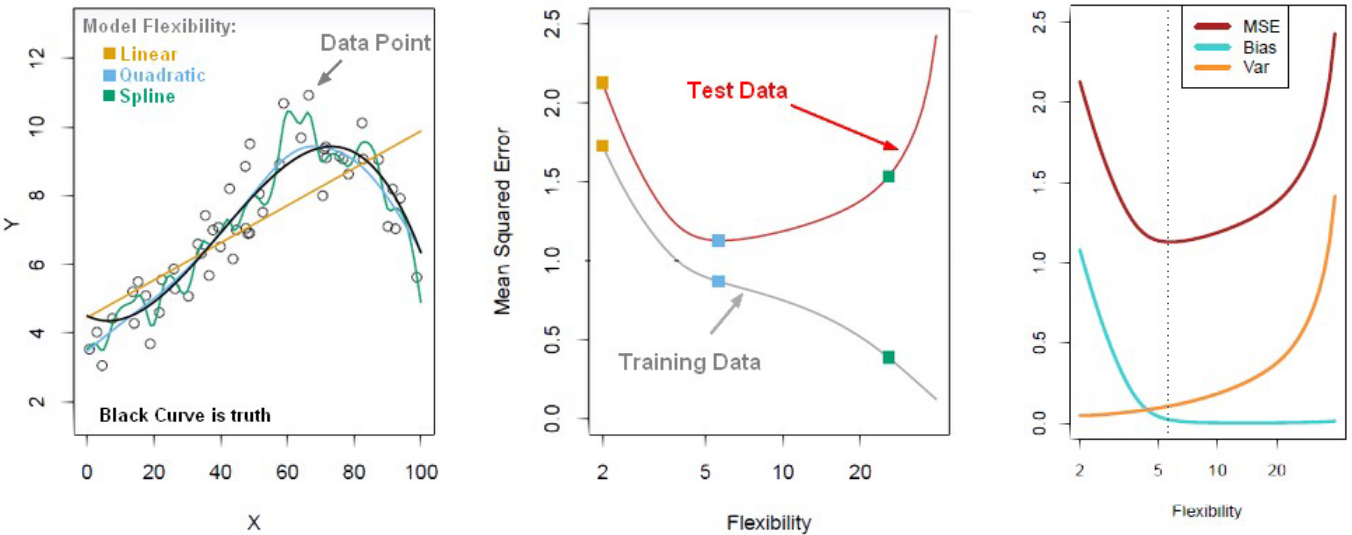 Model Flexibility:
Linear
Quadratic
Spline
Data Point
Black Curve is truth
Y
12
10
8
6
4
2
0 20 40 60 80 100
X
Test Data
Training Data
Mean Squared Error
2.5
2.0
1.5
1.0
0.5
0.0
2 5 10 20
Flexibility
MSE
Bias
Var
2.5
2.0
1.5
1.0
0.5
0.0
2 5 10 20
Flexibility